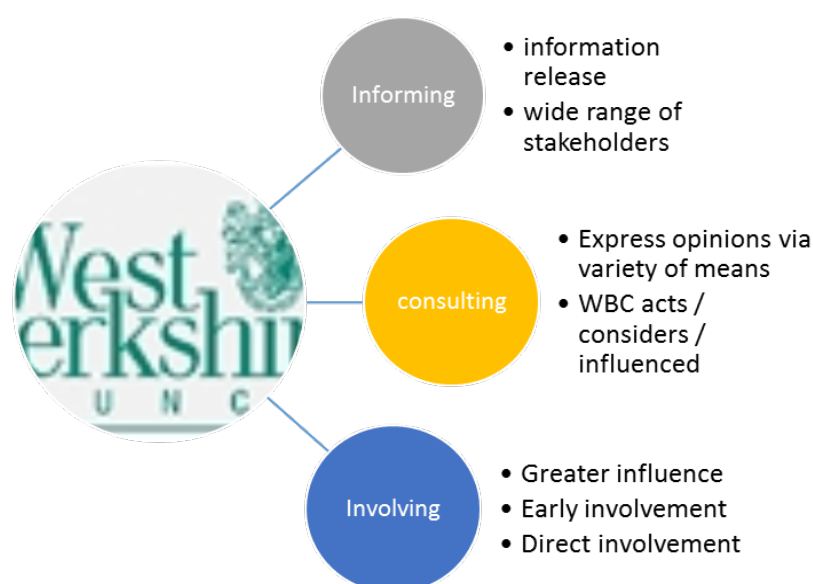 Informing
• information
release
• wide range of
stakeholders
West
erkshir
U N C
consulting
• Express opinions via
variety of means
• WBC acts /
considers /
influenced
Involving
• Greater influence
• Early involvement
• Direct involvement